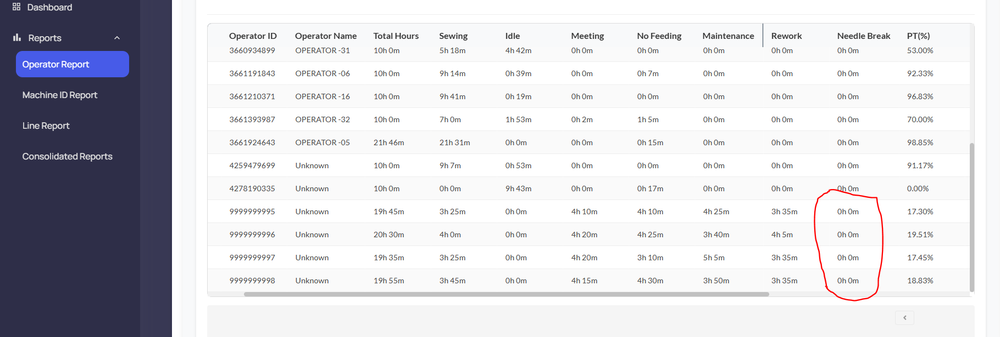 Dashboard
Reports
Operator Report
Machine ID Report
Line Report
Consolidated Reports
Operator ID Operator Name Total Hours Sewing Idle Meeting No Feeding Maintenance Rework Needle Break PT(%)
3660934899 OPERATOR -31 10h 0m 5h 18m 4h 42m 0h 0m 0h 0m 0h 0m 0h 0m 0h 0m 53.00%
3661191843 OPERATOR -06 10h 0m 9h 14m 0h 39m 0h 0m 0h 7m 0h 0m 0h 0m 0h 0m 92.33%
3661210371 OPERATOR -16 10h 0m 9h 41m 0h 19m 0h 0m 0h 0m 0h 0m 0h 0m 0h 0m 96.83%
3661393987 OPERATOR -32 10h 0m 7h 0m 1h 53m 0h 2m 1h 5m 0h 0m 0h 0m 0h 0m 70.00%
3661924643 OPERATOR -05 21h 46m 21h 31m 0h 0m 0h 0m 0h 15m 0h 0m 0h 0m 0h 0m 98.85%
4259479699 Unknown 10h 0m 9h 7m 0h 53m 0h 0m 0h 0m 0h 0m 0h 0m 0h 0m 91.17%
4278190335 Unknown 10h 0m 0h 0m 9h 43m 0h 0m 0h 17m 0h 0m 0h 0m 0h 0m 0.00%
9999999995 Unknown 19h 45m 3h 25m 0h 0m 4h 10m 4h 10m 4h 25m 3h 35m 0h 0m 17.30%
9999999996 Unknown 20h 30m 4h 0m 0h 0m 4h 20m 4h 25m 3h 40m 4h 5m 0h 0m 19.51%
9999999997 Unknown 19h 35m 3h 25m 0h 0m 4h 20m 3h 10m 5h 5m 3h 35m 0h 0m 17.45%
9999999998 Unknown 19h 55m 3h 45m 0h 0m 4h 15m 4h 30m 3h 50m 3h 35m 0h 0m 18.83%